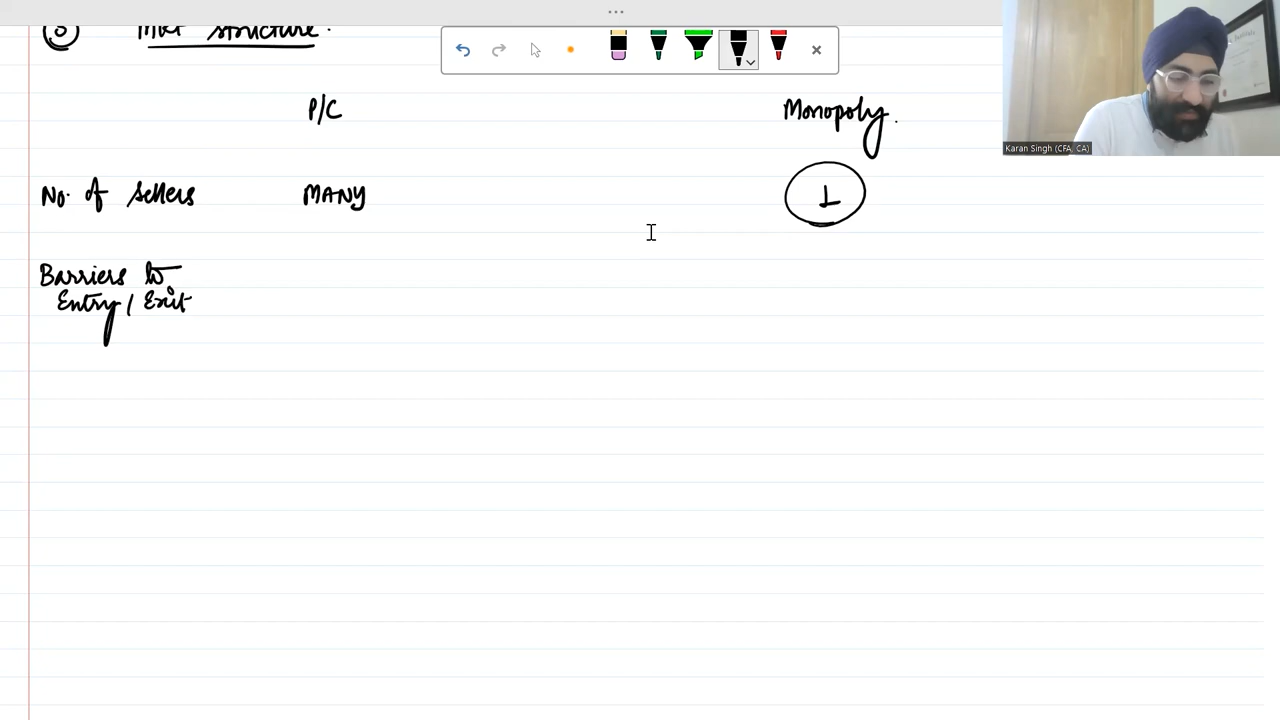 3 Mkt structure.
P/C Monopoly.
No. of sellers MANY 1
Barriers to
Entry / Exit
Karan Singh (CFA, CA)